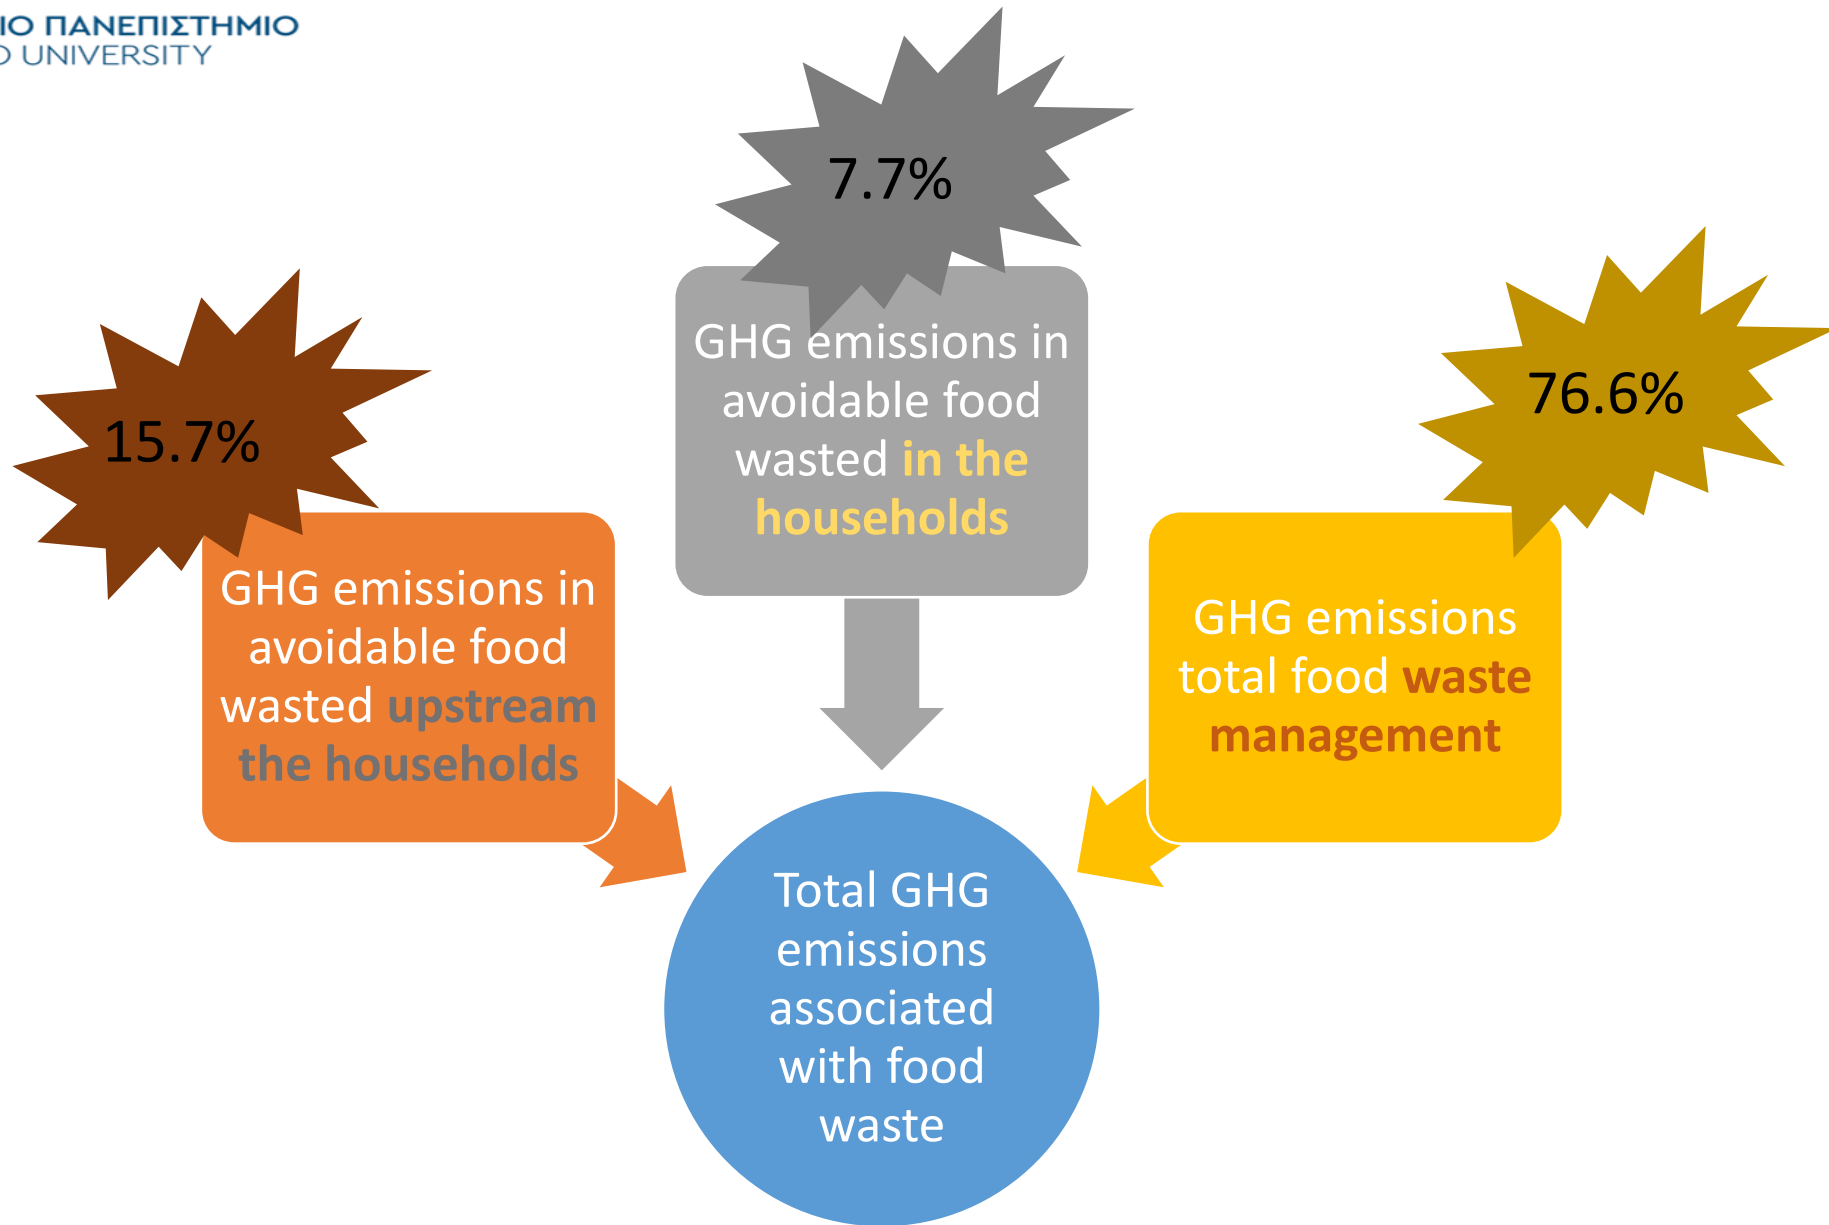 ΠΑΝΕΠΙΣΤΗΜΙΟ
UNIVERSITY
7.7%
GHG emissions in
avoidable food
wasted in the
households
15.7%
GHG emissions in
avoidable food
wasted upstream
the households
76.6%
GHG emissions
total food waste
management
Total GHG
emissions
associated
with food
waste